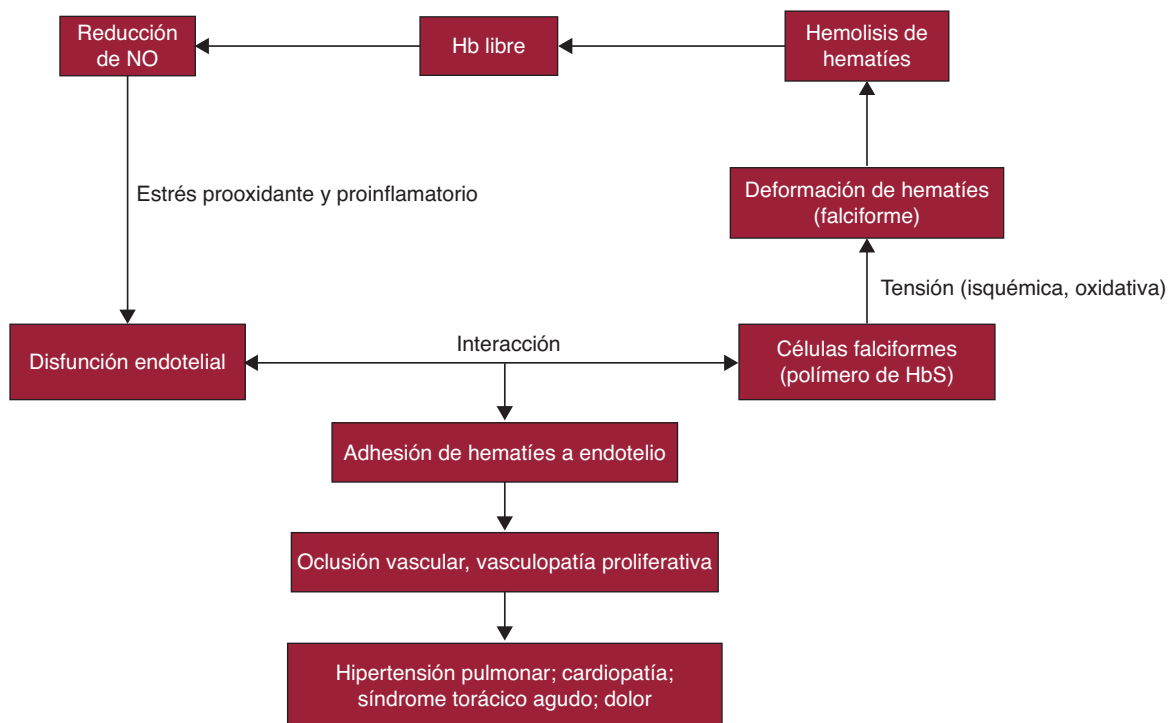 Reducción
de NO
Hb libre
Hemolisis de
hematíes
Deformación de hematíes
(falciforme)
Estrés prooxidante y proinflamatorio
Tensión (isquémica, oxidativa)
Disfunción endotelial
Interacción
Células falciformes
(polímero de HbS)
Adhesión de hematíes a endotelio
Oclusión vascular, vasculopatía proliferativa
Hipertensión pulmonar; cardiopatía;
síndrome torácico agudo; dolor